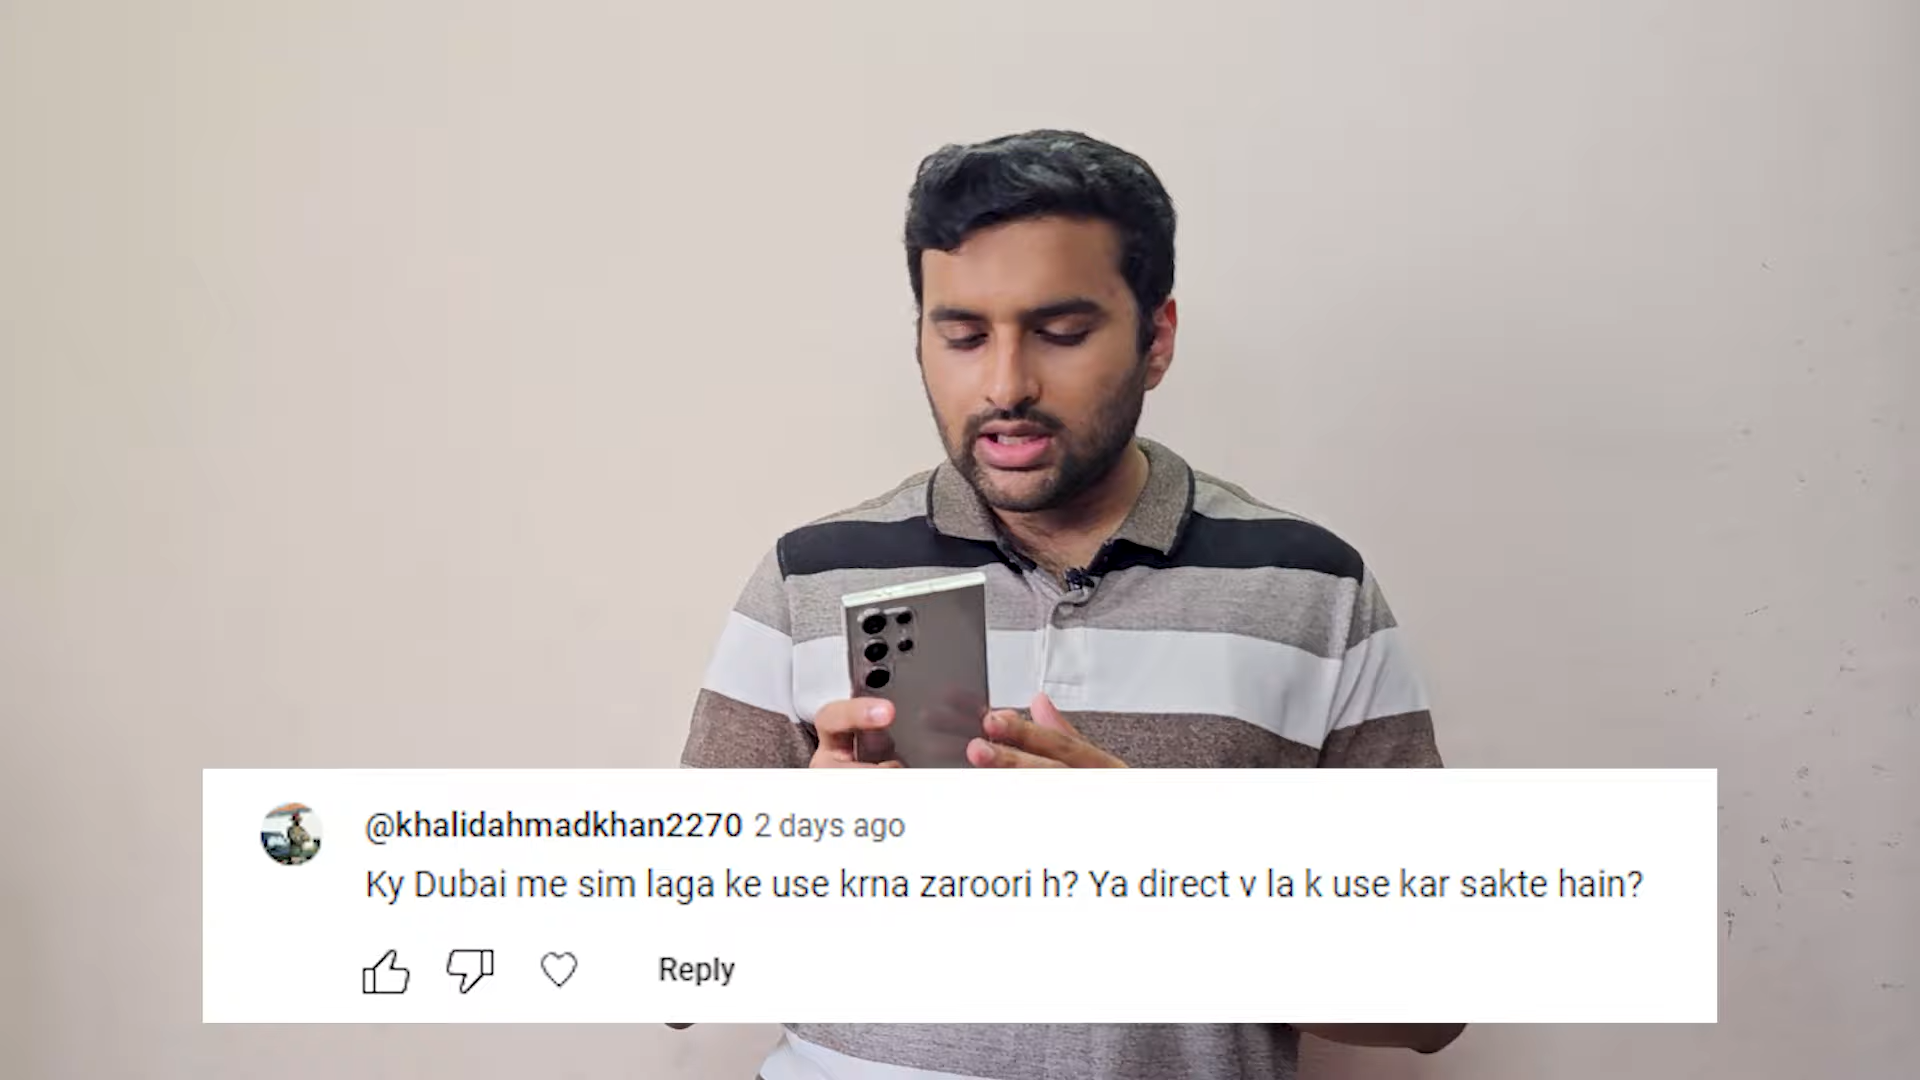 @khalidahmadkhan2270 2 days ago
Ky Dubai me sim laga ke use krna zaroori h? Ya direct v la k use kar sakte hain?
Reply